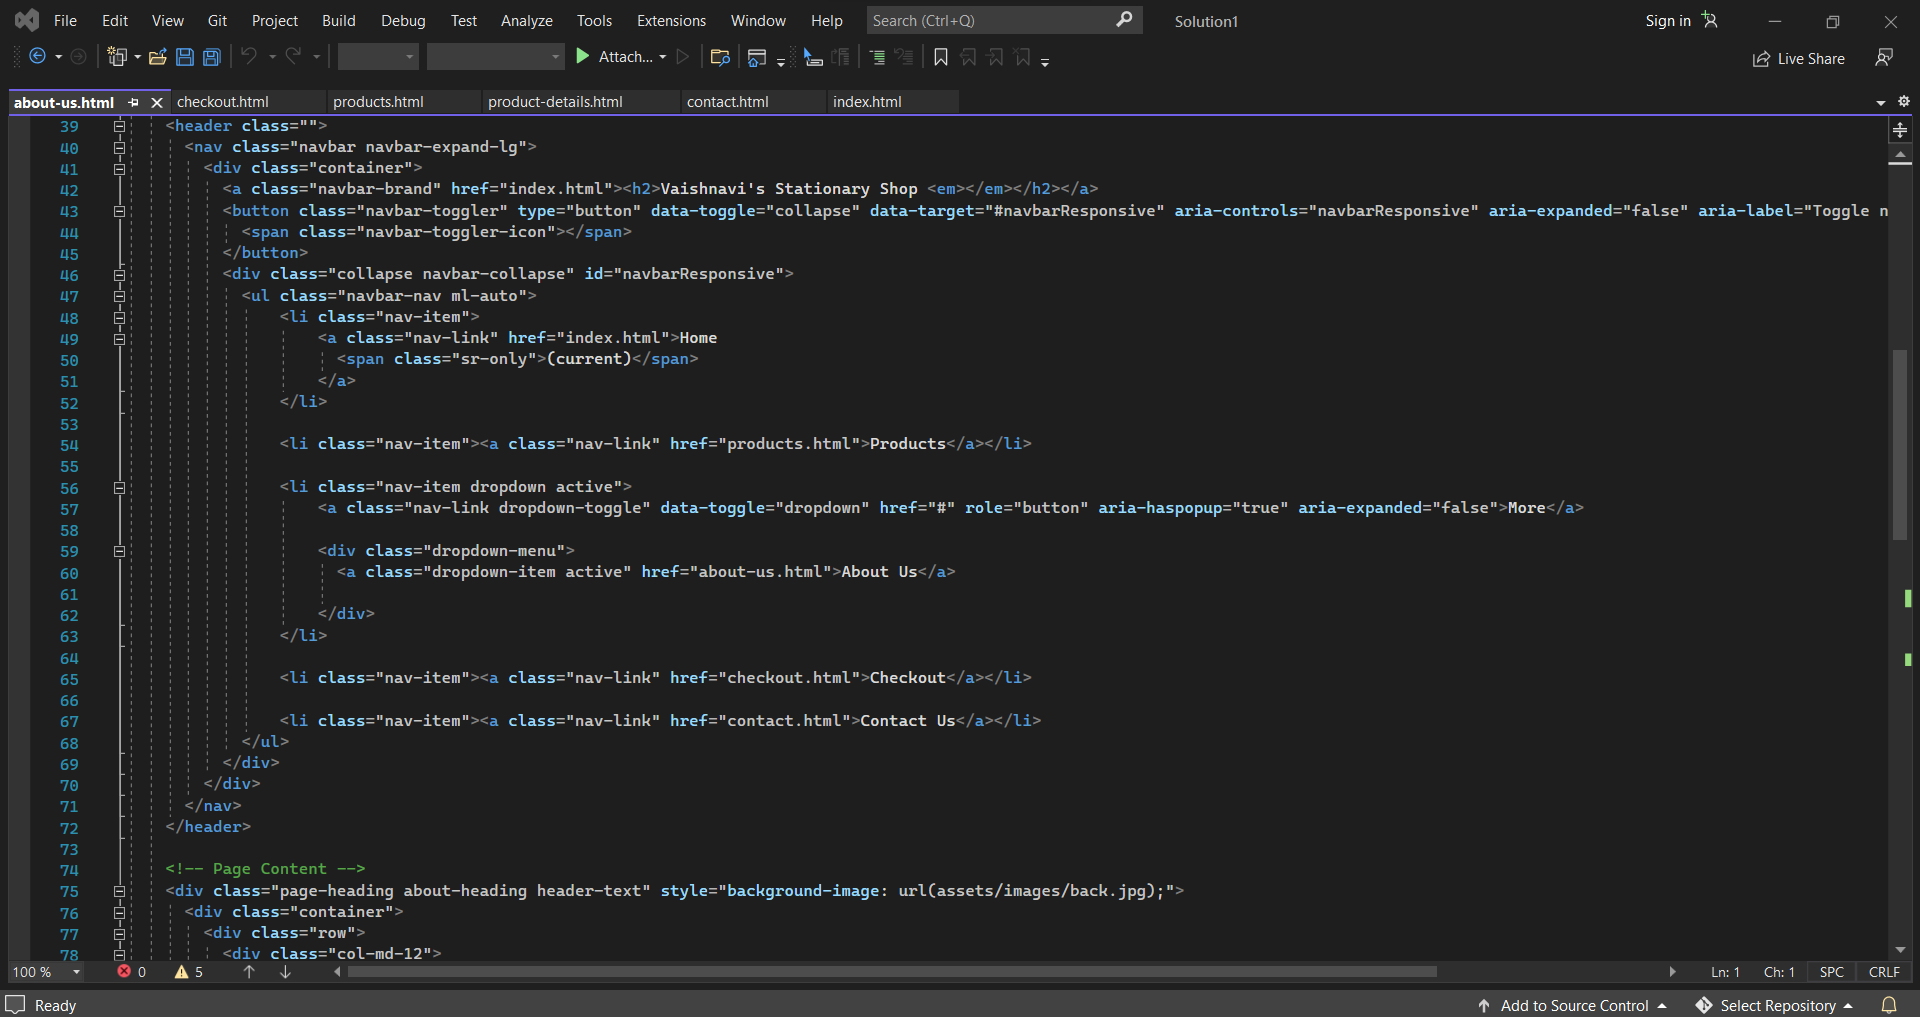 File Edit View Git Project Build Debug Test Analyze Tools Extensions Window Help Search (Ctrl+Q) Solution1 Sign in
Attach... Live Share
about-us.html checkout.html products.html product-details.html contact.html index.html
39 <header class="">
40 <nav class="navbar navbar-expand-lg">
41 <div class="container">
42 <a class="navbar-brand" href="index.html"><h2>Vaishnavi's Stationary Shop <em></em></h2></a>
43 <button class="navbar-toggler" type="button" data-toggle="collapse" data-target="#navbarResponsive" aria-controls="navbarResponsive" aria-expanded="false" aria-label="Toggle n
44 <span class="navbar-toggler-icon"></span>
45 </button>
46 <div class="collapse navbar-collapse" id="navbarResponsive">
47 <ul class="navbar-nav ml-auto">
48 <li class="nav-item">
49 <a class="nav-link" href="index.html">Home
50 <span class="sr-only">(current)</span>
51 </a>
52 </li>
53
54 <li class="nav-item"><a class="nav-link" href="products.html">Products</a></li>
55
56 <li class="nav-item dropdown active">
57 <a class="nav-link dropdown-toggle" data-toggle="dropdown" href="#" role="button" aria-haspopup="true" aria-expanded="false">More</a>
58
59 <div class="dropdown-menu">
60 <a class="dropdown-item active" href="about-us.html">About Us</a>
61
62 </div>
63 </li>
64
65 <li class="nav-item"><a class="nav-link" href="checkout.html">Checkout</a></li>
66
67 <li class="nav-item"><a class="nav-link" href="contact.html">Contact Us</a></li>
68 </ul>
69 </div>
70 </div>
71 </nav>
72 </header>
73
74 <!-- Page Content -->
75 <div class="page-heading about-heading header-text" style="background-image: url(assets/images/back.jpg);">
76 <div class="container">
77 <div class="row">
78 <div class="col-md-12">
100 % 0 5 Ln: 1 Ch: 1 SPC CRLF
Ready Add to Source Control Select Repository